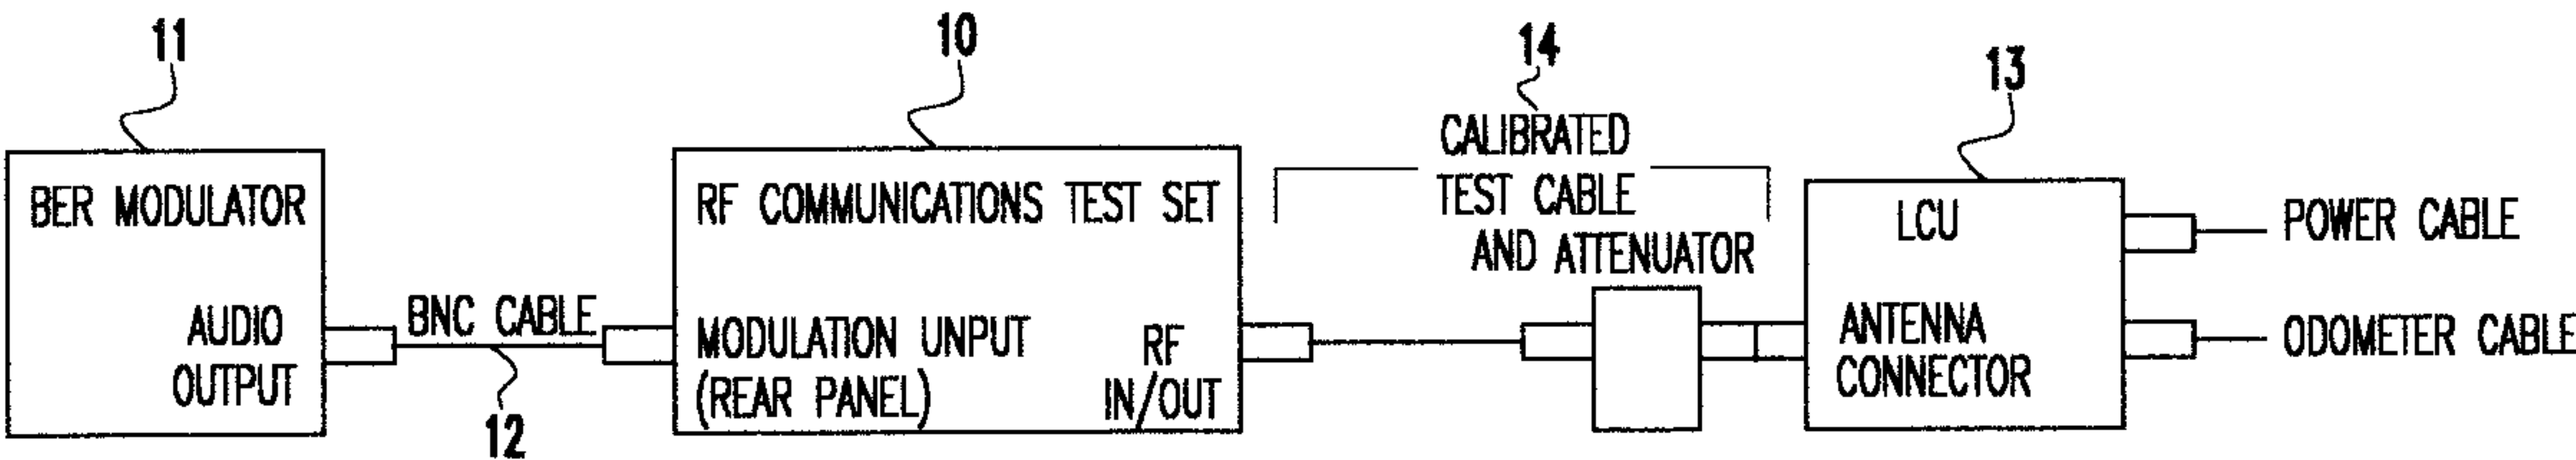 11
10
14
13
BER MODULATOR
AUDIO
OUTPUT
BNC CABLE
12
RF COMMUNICATIONS TEST SET
MODULATION UNPUT
(REAR PANEL)
RF
IN/OUT
CALIBRATED
TEST CABLE
AND ATTENUATOR
LCU
ANTENNA
CONNECTOR
POWER CABLE
ODOMETER CABLE